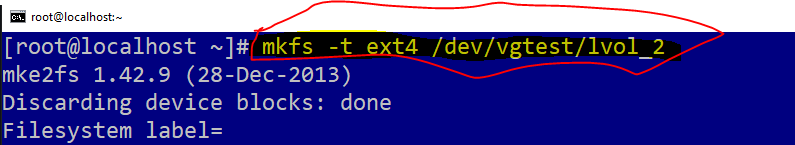 root@localhost:~
[root@localhost ~]# mkfs -t ext4 /dev/vgtest/lvol_2
mke2fs 1.42.9 (28-Dec-2013)
Discarding device blocks: done
Filesystem label=